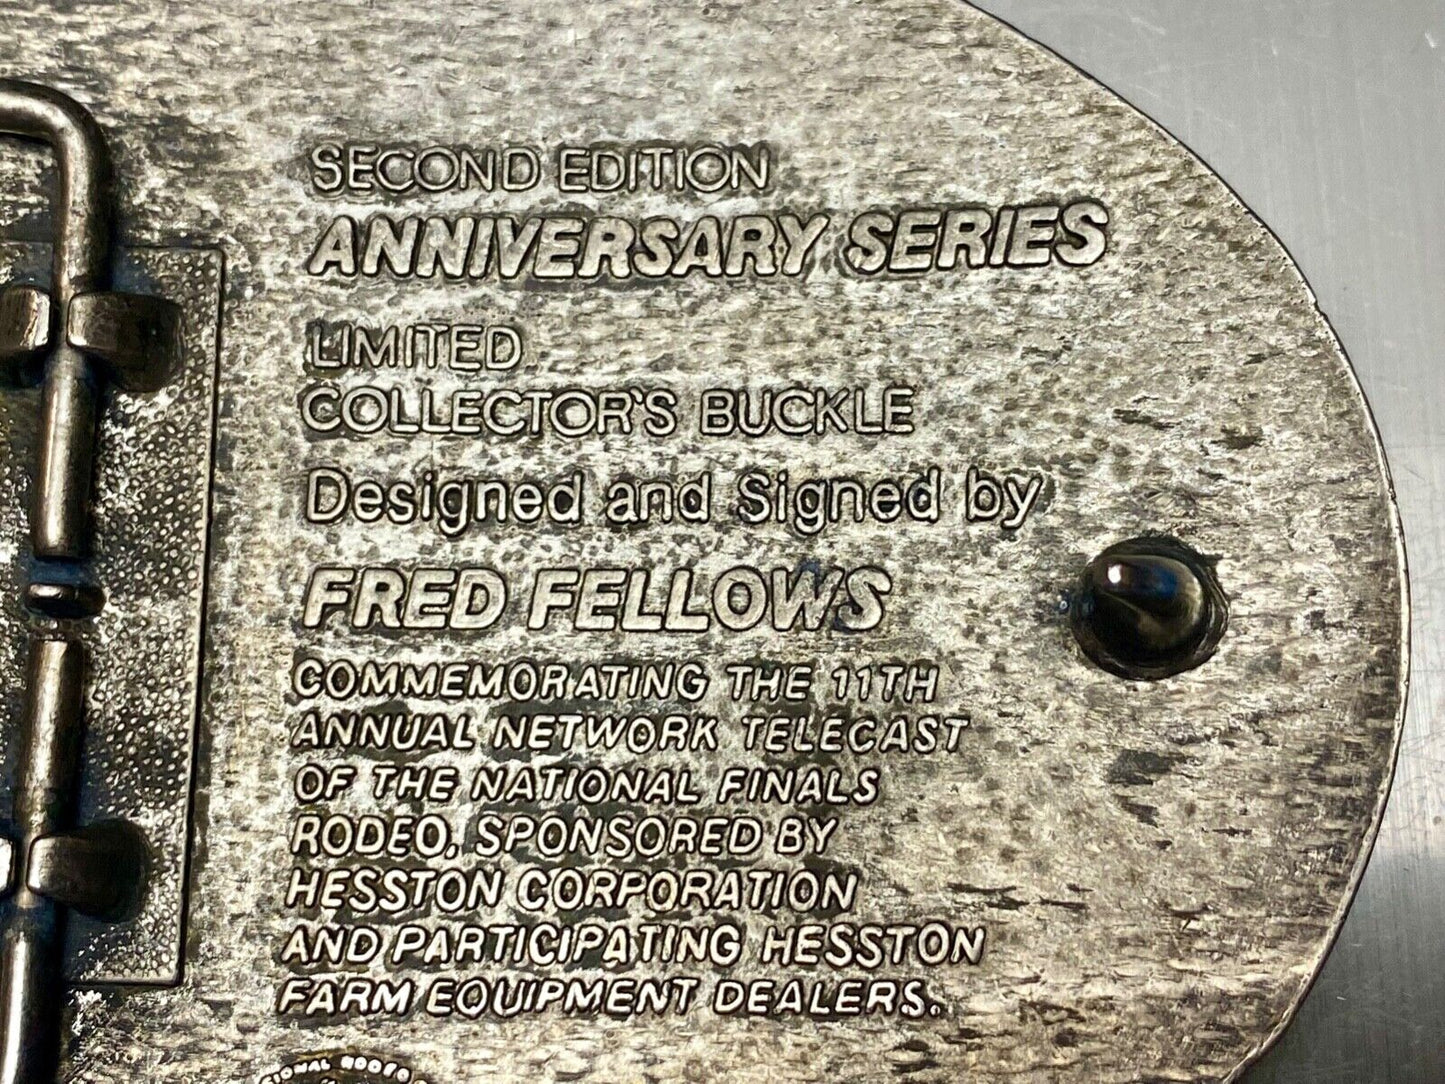 SECOND EDITION
ANNIVERSARY SERIES
LIMITED
COLLECTOR'S BUCKLE
Designed and Signed by
FRED FELLOWS
COMMEMORATING THE 11TH
ANNUAL NETWORK TELECAST
OF THE NATIONAL FINALS
RODEO, SPONSORED BY
HESSTON CORPORATION
AND PARTICIPATING HESSTON
FARM EQUIPMENT DEALERS.